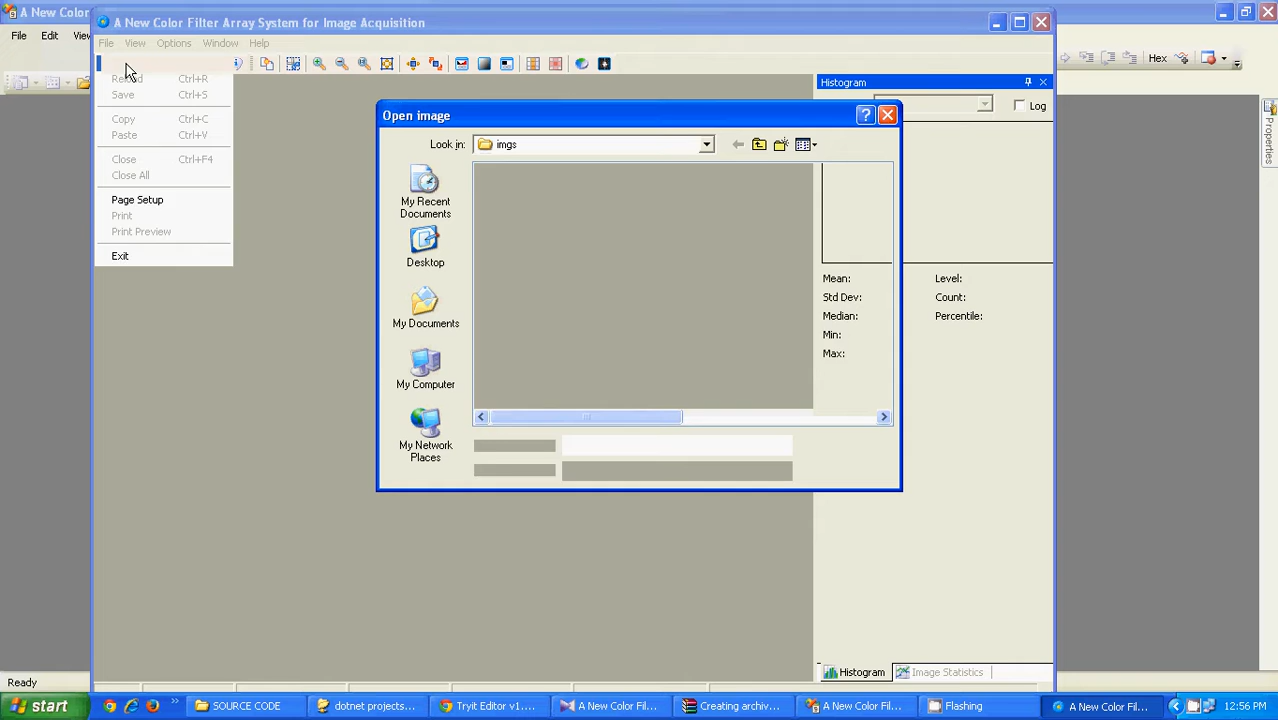 A New Color
A New Color Filter Array System for Image Acquisition
File Edit
File View Options Window Help
Hex
Ctrl+R
Save Ctrl+S
Copy Ctrl+C
Paste Ctrl+V
Close Ctrl+F4
Close All
Page Setup
Print
Print Preview
Exit
Open image
Look in: imgs
My Recent
Documents
Desktop
My Documents
My Computer
My Network
Places
Histogram
Log
Mean: Level:
Std Dev: Count:
Median: Percentile:
Min:
Max:
Properties
Histogram Image Statistics
Ready
start SOURCE CODE dotnet projects... Tryit Editor v1.... A New Color Fil... Creating archiv... A New Color Fil... Flashing A New Color Fil... 12:56 PM